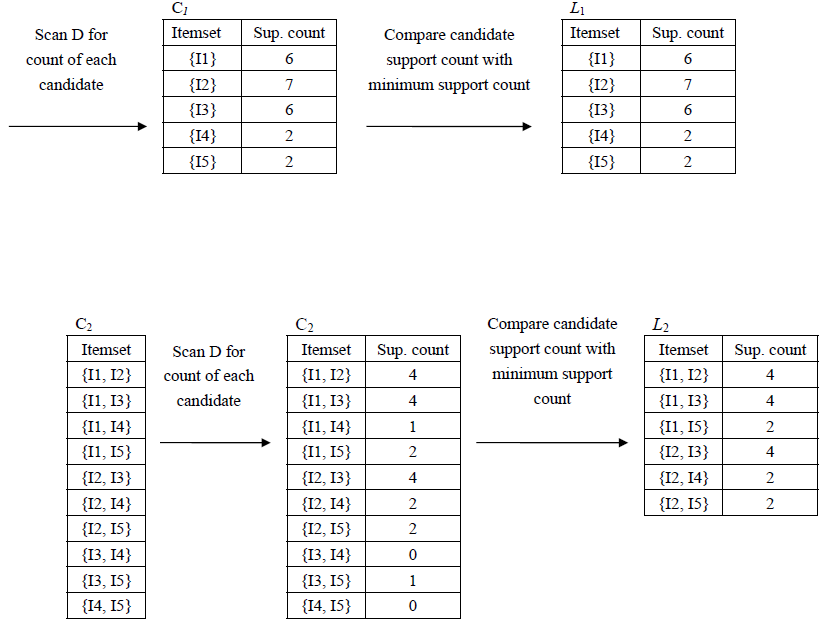 C1
Scan D for
count of each
candidate
Itemset Sup. count
{I1} 6
{I2} 7
{I3} 6
{I4} 2
{I5} 2
Compare candidate
support count with
minimum support count
L1
Itemset Sup. count
{I1} 6
{I2} 7
{I3} 6
{I4} 2
{I5} 2
C2
Itemset
{I1, I2}
{I1, I3}
{I1, I4}
{I1, I5}
{I2, I3}
{I2, I4}
{I2, I5}
{I3, I4}
{I3, I5}
{I4, I5}
Scan D for
count of each
candidate
C2
Itemset Sup. count
{I1, I2} 4
{I1, I3} 4
{I1, I4} 1
{I1, I5} 2
{I2, I3} 4
{I2, I4} 2
{I2, I5} 2
{I3, I4} 0
{I3, I5} 1
{I4, I5} 0
Compare candidate
support count with
minimum support
count
L2
Itemset Sup. count
{I1, I2} 4
{I1, I3} 4
{I1, I5} 2
{I2, I3} 4
{I2, I4} 2
{I2, I5} 2